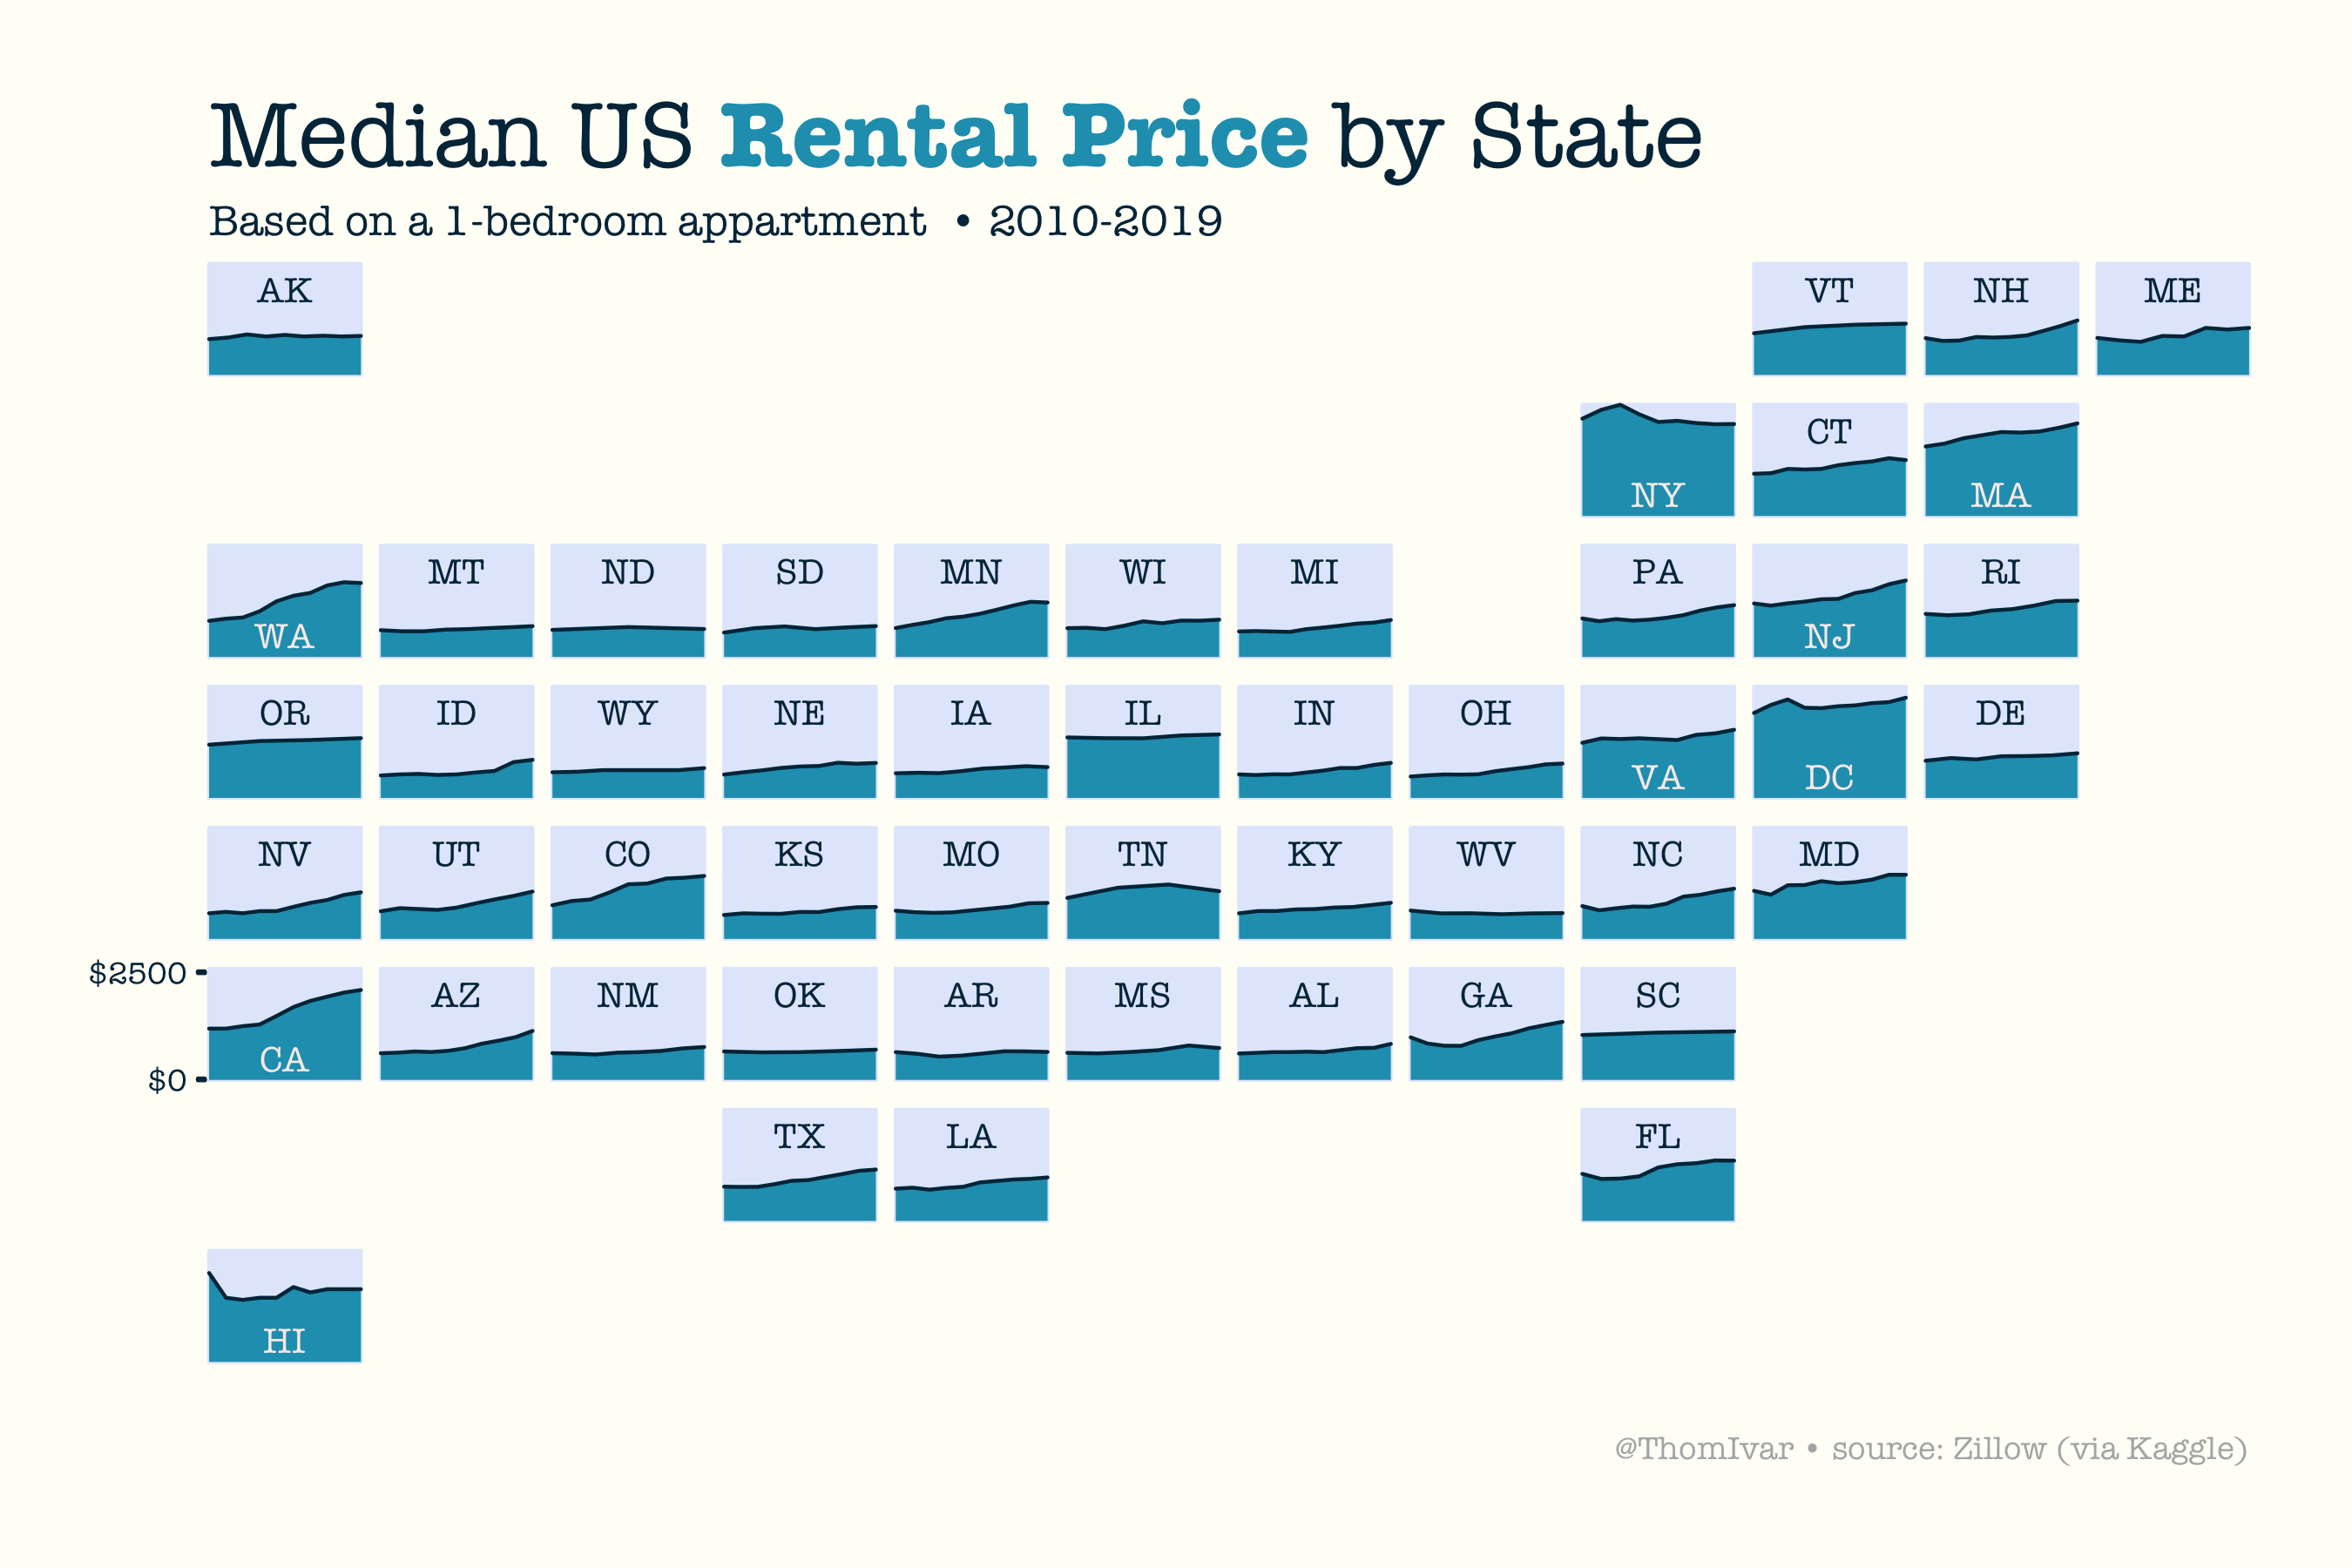 Median US Rental Price by State
Based on a 1-bedroom appartment • 2010-2019
AK VT NH ME
NY CT MA
WA MT ND SD MN WI MI PA NJ RI
OR ID WY NE IA IL IN OH VA DC DE
NV UT CO KS MO TN KY WV NC MD
$2500
CA AZ NM OK AR MS AL GA SC
$0
TX LA FL
HI
@ThomIvar • source: Zillow (via Kaggle)